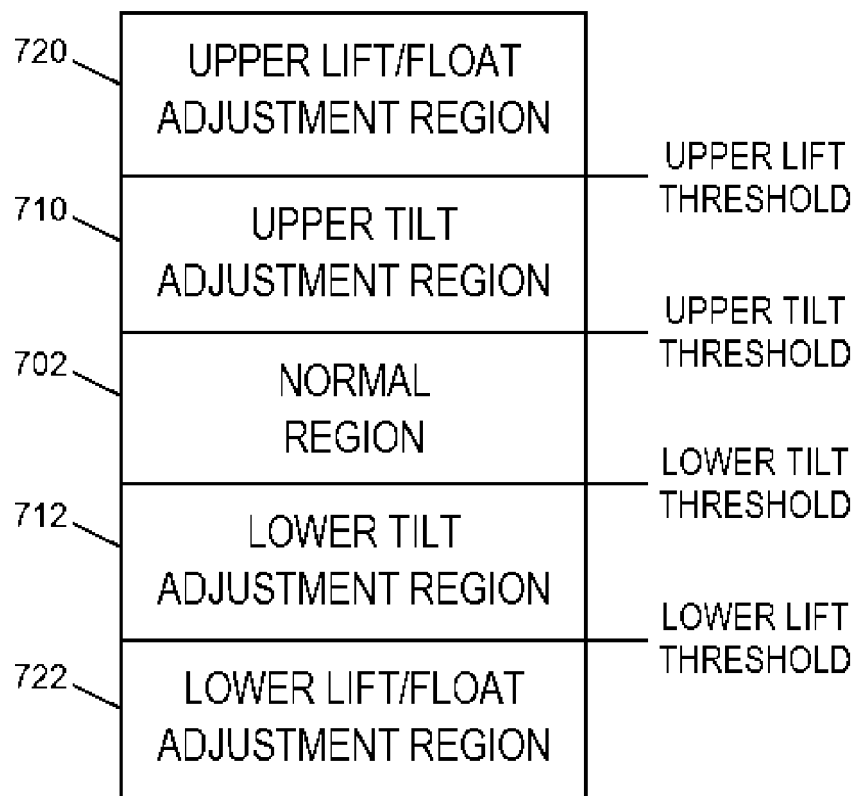 720
UPPER LIFT/FLOAT
ADJUSTMENT REGION
UPPER LIFT
THRESHOLD
710
UPPER TILT
ADJUSTMENT REGION
UPPER TILT
THRESHOLD
702
NORMAL
REGION
LOWER TILT
THRESHOLD
712
LOWER TILT
ADJUSTMENT REGION
LOWER LIFT
THRESHOLD
722
LOWER LIFT/FLOAT
ADJUSTMENT REGION